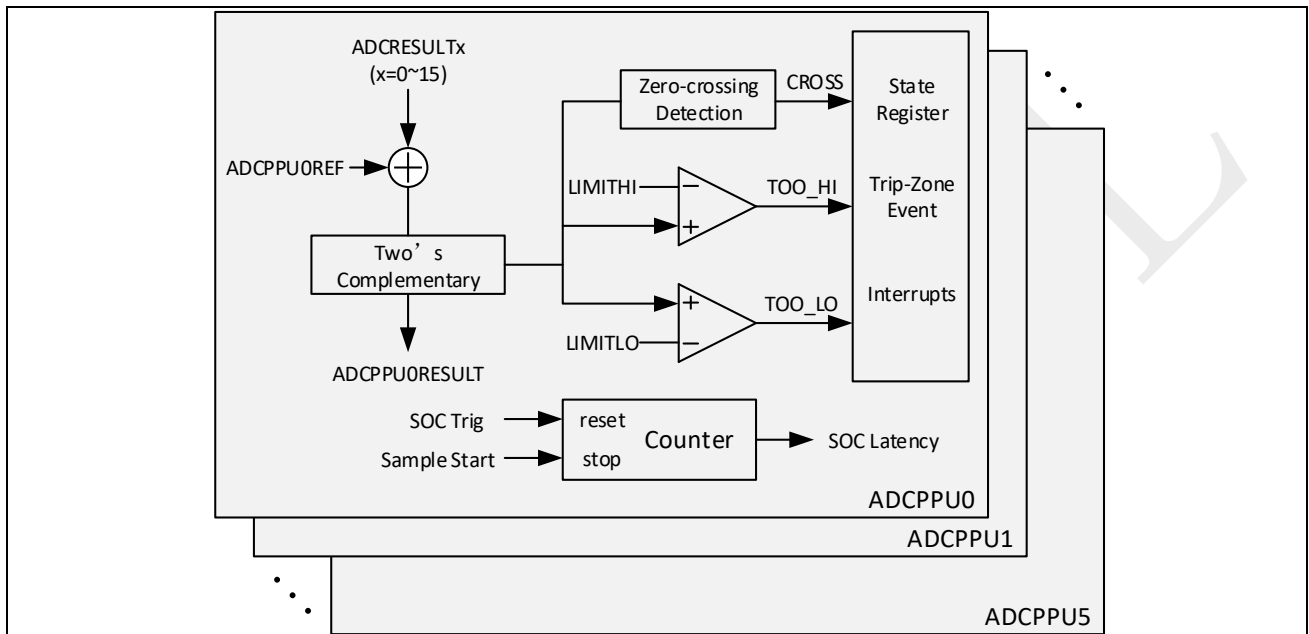 ADCRESULTx
(x=0~15)
ADCPPU0REF
+
Two’s
Complementary
ADCPPU0RESULT
Zero-crossing
Detection
CROSS
LIMITHI
−
+
TOO_HI
+
−
LIMITLO
TOO_LO
State
Register
Trip-Zone
Event
Interrupts
SOC Trig
Sample Start
reset
stop
Counter
SOC Latency
ADCPPU0
ADCPPU1
ADCPPU5
L